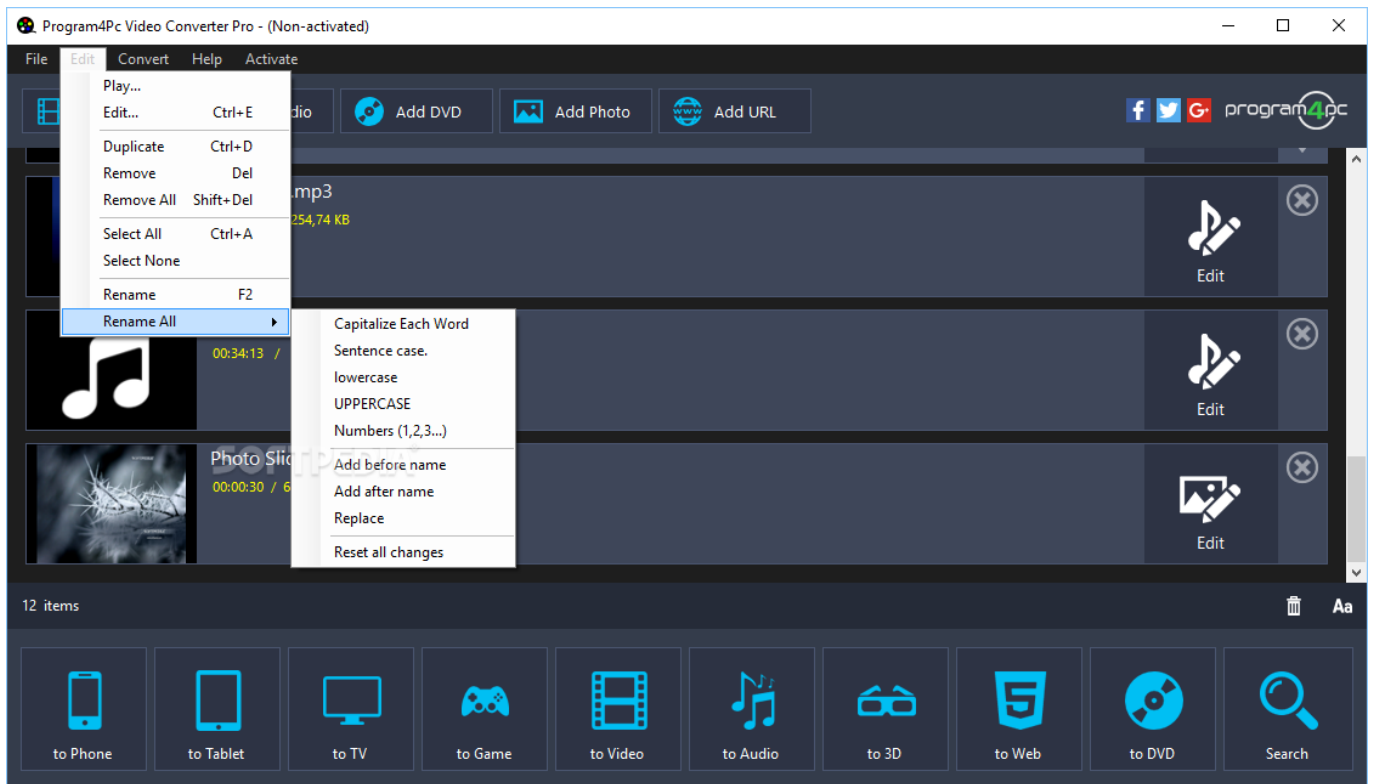 Program4Pc Video Converter Pro - (Non-activated)
File Edit Convert Help Activate
dio Add DVD Add Photo Add URL
program4pc
Play...
Edit... Ctrl+E
Duplicate Ctrl+D
Remove Del
Remove All Shift+Del
Select All Ctrl+A
Select None
Rename F2
Rename All
.mp3
254,74 KB
Edit
00:34:13 /
Edit
Capitalize Each Word
Sentence case.
lowercase
UPPERCASE
Numbers (1,2,3...)
Add before name
Add after name
Replace
Reset all changes
SOFTPEDIA
Photo Slid
00:00:30 / 6
Edit
12 items
Aa
to Phone to Tablet to TV to Game to Video to Audio to 3D to Web to DVD Search